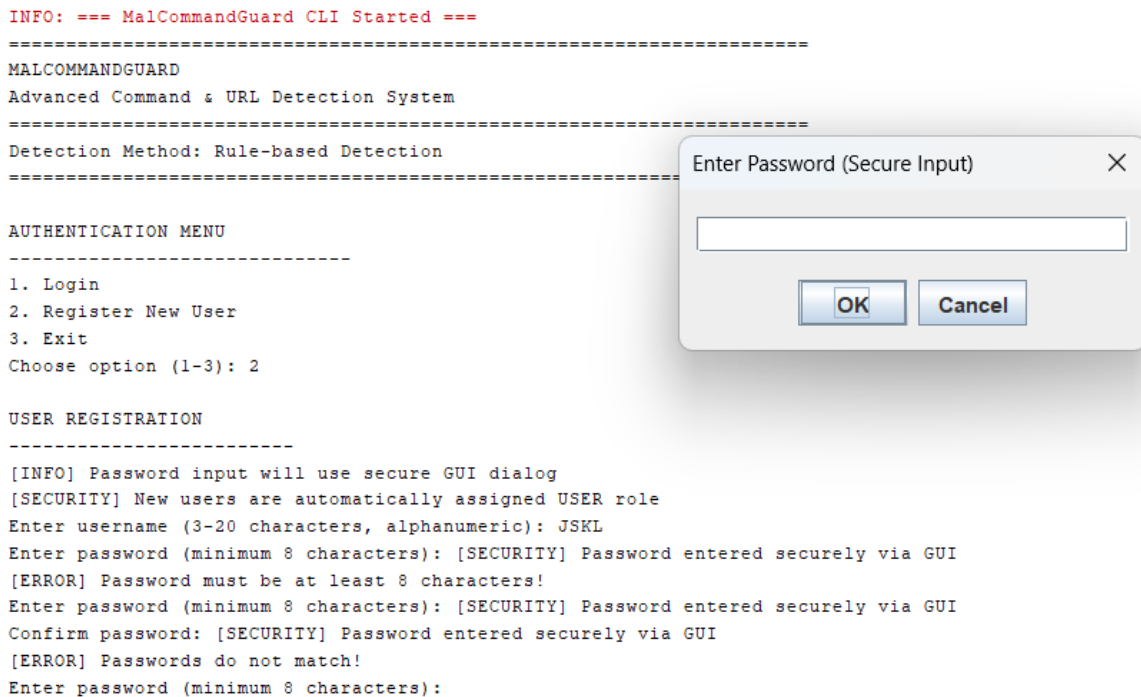 INFO: === MalCommandGuard CLI Started ===
======================================================================
MALCOMMANDGUARD
Advanced Command & URL Detection System
======================================================================
Detection Method: Rule-based Detection
======================================================================
AUTHENTICATION MENU
------------------------------
1. Login
2. Register New User
3. Exit
Choose option (1-3): 2
USER REGISTRATION
-------------------------
[INFO] Password input will use secure GUI dialog
[SECURITY] New users are automatically assigned USER role
Enter username (3-20 characters, alphanumeric): JSKL
Enter password (minimum 8 characters): [SECURITY] Password entered securely via GUI
[ERROR] Password must be at least 8 characters!
Enter password (minimum 8 characters): [SECURITY] Password entered securely via GUI
Confirm password: [SECURITY] Password entered securely via GUI
[ERROR] Passwords do not match!
Enter password (minimum 8 characters):
Enter Password (Secure Input)
OK
Cancel